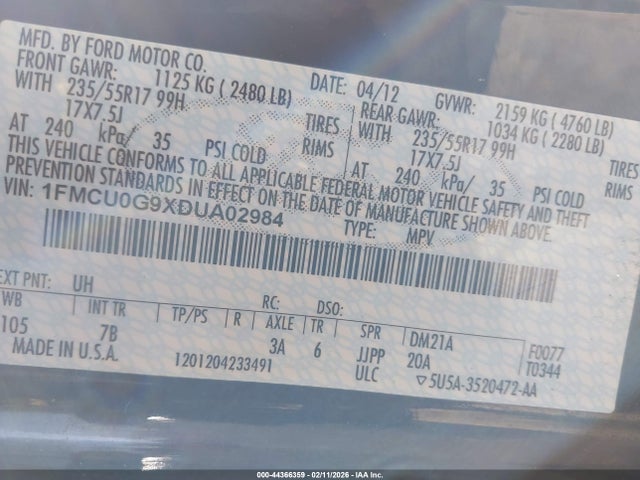 MFD. BY FORD MOTOR CO.
DATE: 04/12 GVWR: 2159 KG ( 4760 LB)
FRONT GAWR: 1125 KG ( 2480 LB) REAR GAWR: 1034 KG ( 2280 LB)
WITH 235/55R17 99H TIRES WITH 235/55R17 99H TIRES
17X7.5J RIMS 17X7.5J RIMS
AT 240 kPa/ 35 PSI COLD AT 240 kPa/ 35 PSI COLD
THIS VEHICLE CONFORMS TO ALL APPLICABLE FEDERAL MOTOR VEHICLE SAFETY AND THEFT
PREVENTION STANDARDS IN EFFECT ON THE DATE OF MANUFACTURE SHOWN ABOVE.
VIN: 1FMCU0G9XDUA02984
TYPE: MPV
EXT PNT: UH RC: DSO:
WB INT TR TP/PS R AXLE TR SPR DM21A F0077
105 7B 3A 6 JJPP 20A T0344
MADE IN U.S.A. 1201204233491 ULC ▽5U5A-3520472-AA
000-44366359 - 02/11/2026 - IAA Inc.